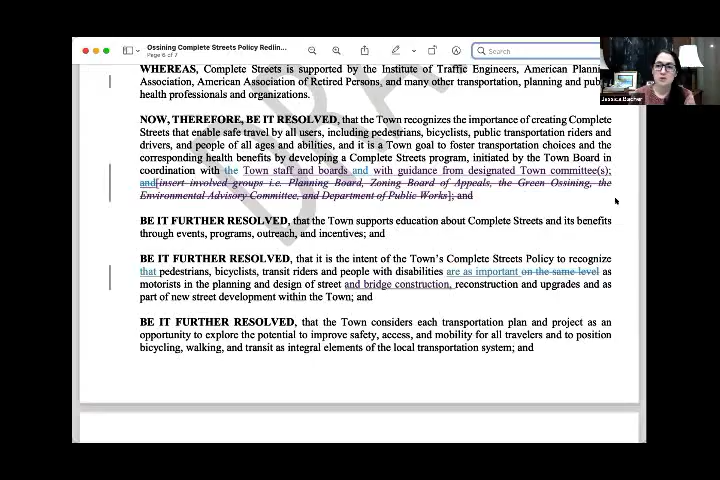 Ossining Complete Streets Policy Redlin...
Page 6 of 7
Search
WHEREAS, Complete Streets is supported by the Institute of Traffic Engineers, American Planning
Association, American Association of Retired Persons, and many other transportation, planning and public
health professionals and organizations.
NOW, THEREFORE, BE IT RESOLVED, that the Town recognizes the importance of creating Complete
Streets that enable safe travel by all users, including pedestrians, bicyclists, public transportation riders and
drivers, and people of all ages and abilities, and it is a Town goal to foster transportation choices and the
corresponding health benefits by developing a Complete Streets program, initiated by the Town Board in
coordination with the Town staff and boards and with guidance from designated Town committee(s);
and[insert involved groups i.e. Planning Board, Zoning Board of Appeals, the Green Ossining, the
Environmental Advisory Committee, and Department of Public Works]; and
BE IT FURTHER RESOLVED, that the Town supports education about Complete Streets and its benefits
through events, programs, outreach, and incentives; and
BE IT FURTHER RESOLVED, that it is the intent of the Town's Complete Streets Policy to recognize
that pedestrians, bicyclists, transit riders and people with disabilities are as important on the same level as
motorists in the planning and design of street and bridge construction, reconstruction and upgrades and as
part of new street development within the Town; and
BE IT FURTHER RESOLVED, that the Town considers each transportation plan and project as an
opportunity to explore the potential to improve safety, access, and mobility for all travelers and to position
bicycling, walking, and transit as integral elements of the local transportation system; and
Jessica Bacher